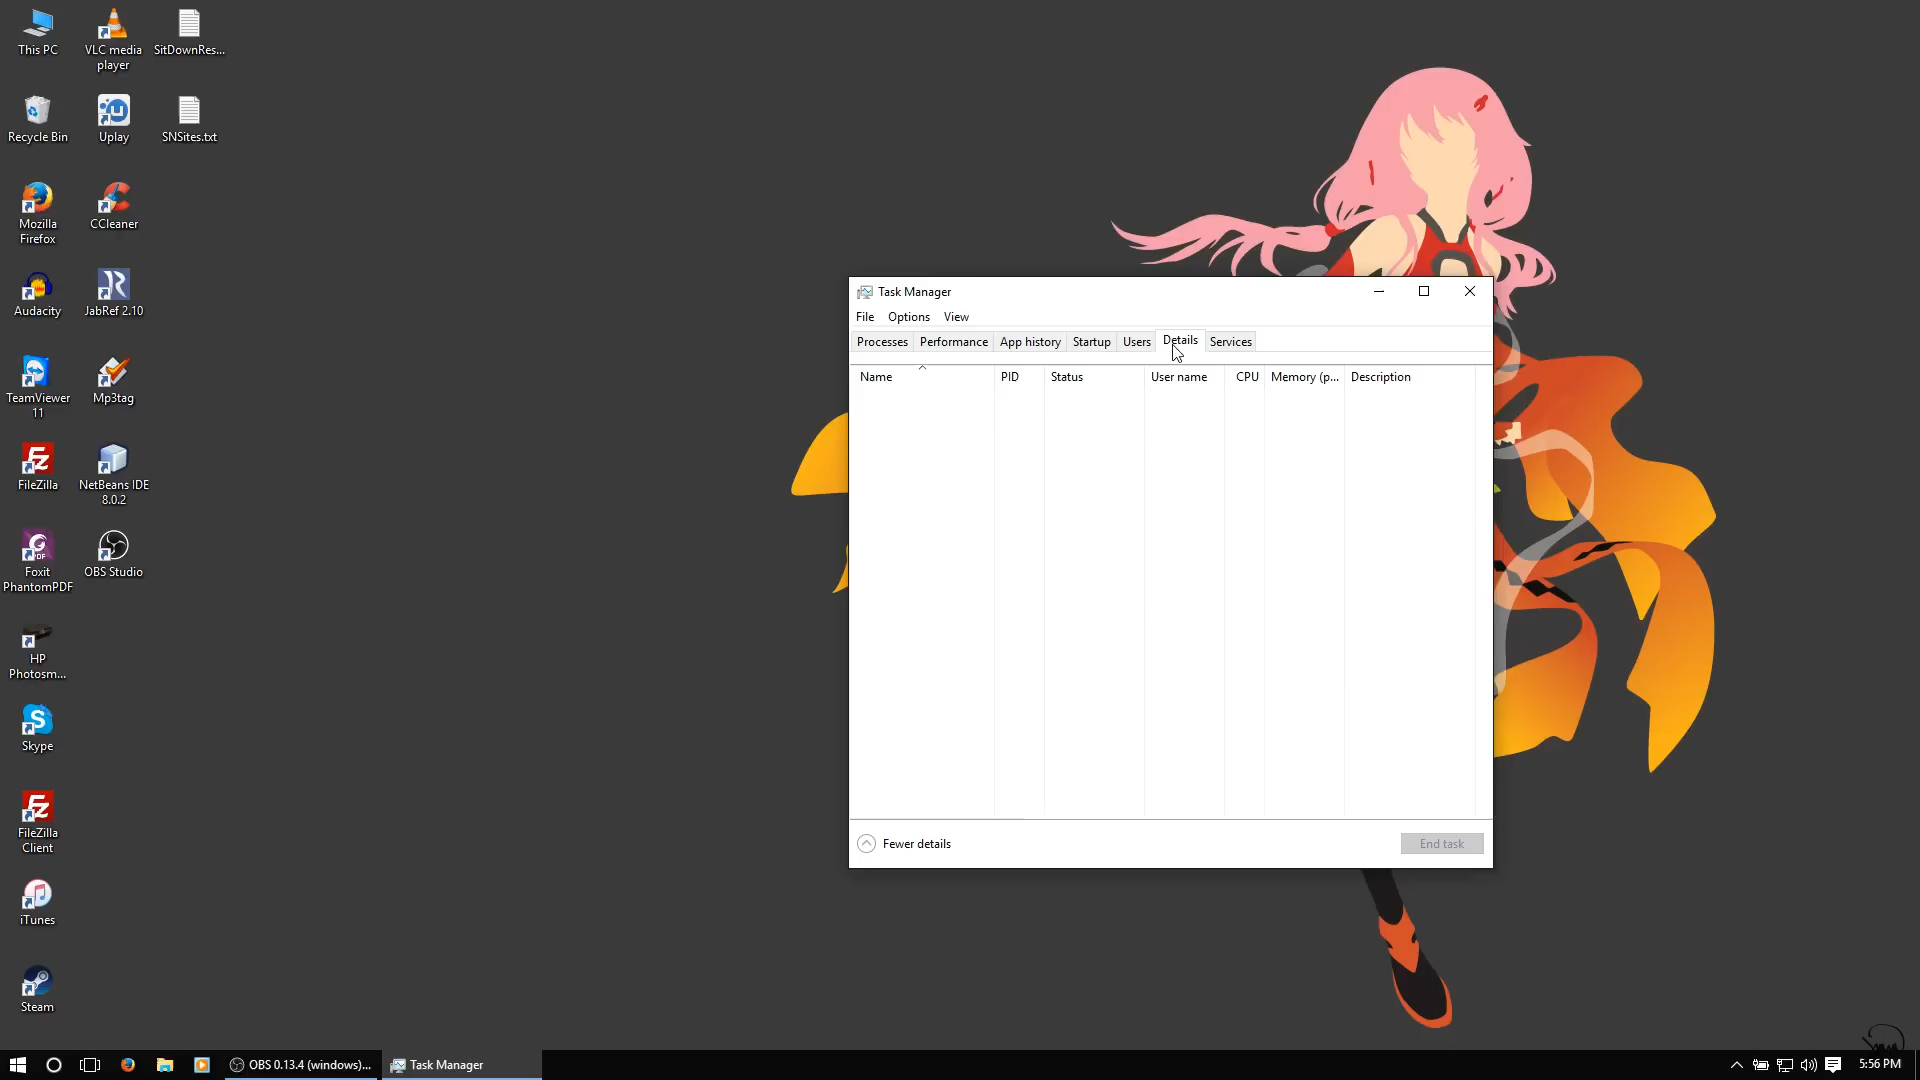 This PC
VLC media
player
SitDownRes...
Recycle Bin
Uplay
SNSites.txt
Mozilla
Firefox
CCleaner
Audacity
JabRef 2.10
TeamViewer
11
Mp3tag
FileZilla
NetBeans IDE
8.0.2
Foxit
PhantomPDF
OBS Studio
HP
Photosm...
Skype
FileZilla
Client
iTunes
Steam
Task Manager
File Options View
Processes Performance App history Startup Users Details Services
Name PID Status User name CPU Memory (p... Description
Fewer details
End task
OBS 0.13.4 (windows)...
Task Manager
5:56 PM